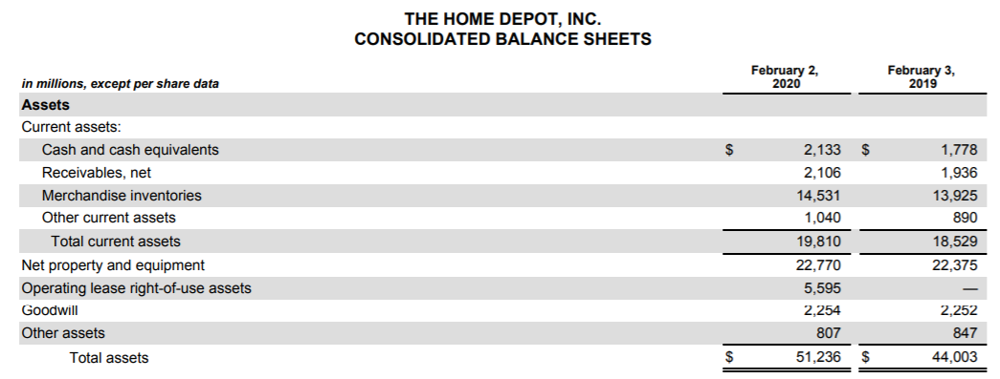 THE HOME DEPOT, INC.
CONSOLIDATED BALANCE SHEETS
in millions, except per share data February 2, 2020 February 3, 2019
Assets
Current assets:
Cash and cash equivalents $ 2,133 $ 1,778
Receivables, net 2,106 1,936
Merchandise inventories 14,531 13,925
Other current assets 1,040 890
Total current assets 19,810 18,529
Net property and equipment 22,770 22,375
Operating lease right-of-use assets 5,595 —
Goodwill 2,254 2,252
Other assets 807 847
Total assets $ 51,236 $ 44,003